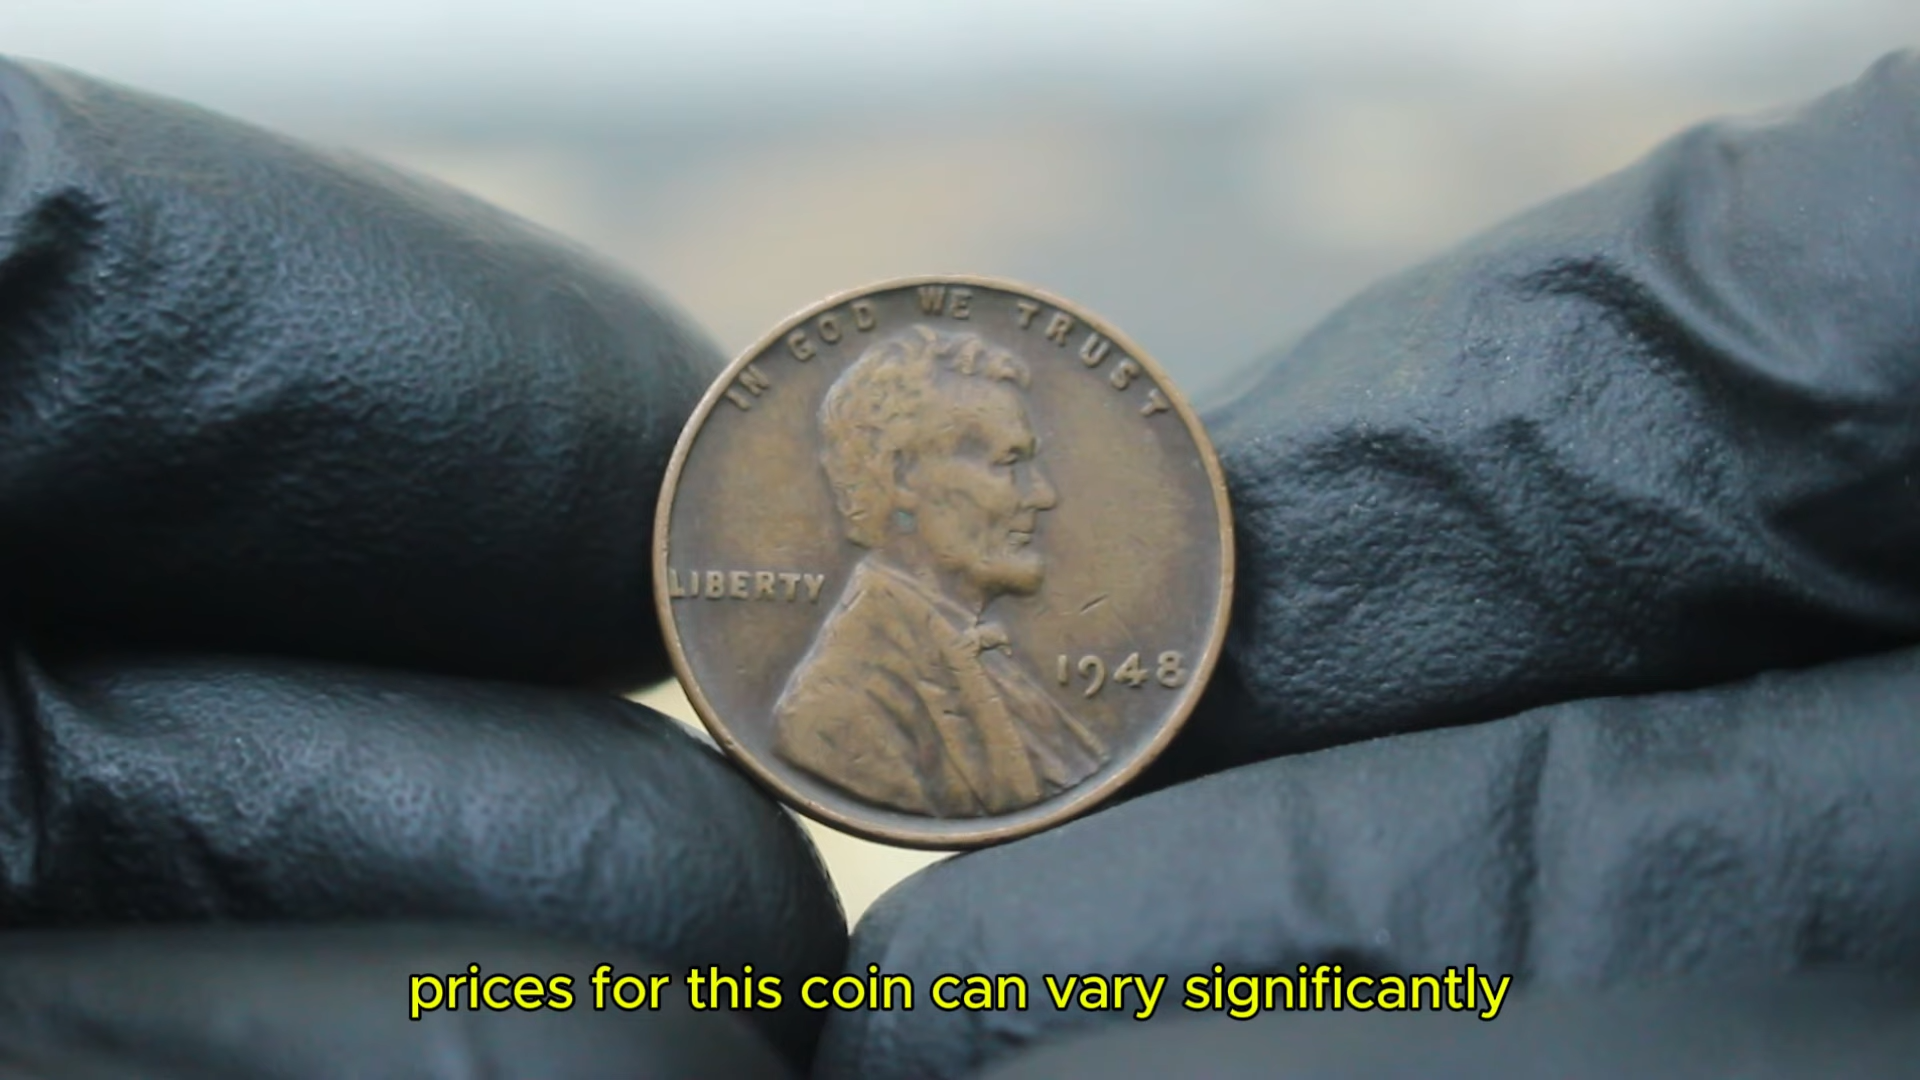 IN GOD WE TRUST
LIBERTY
1948
prices for this coin can vary significantly